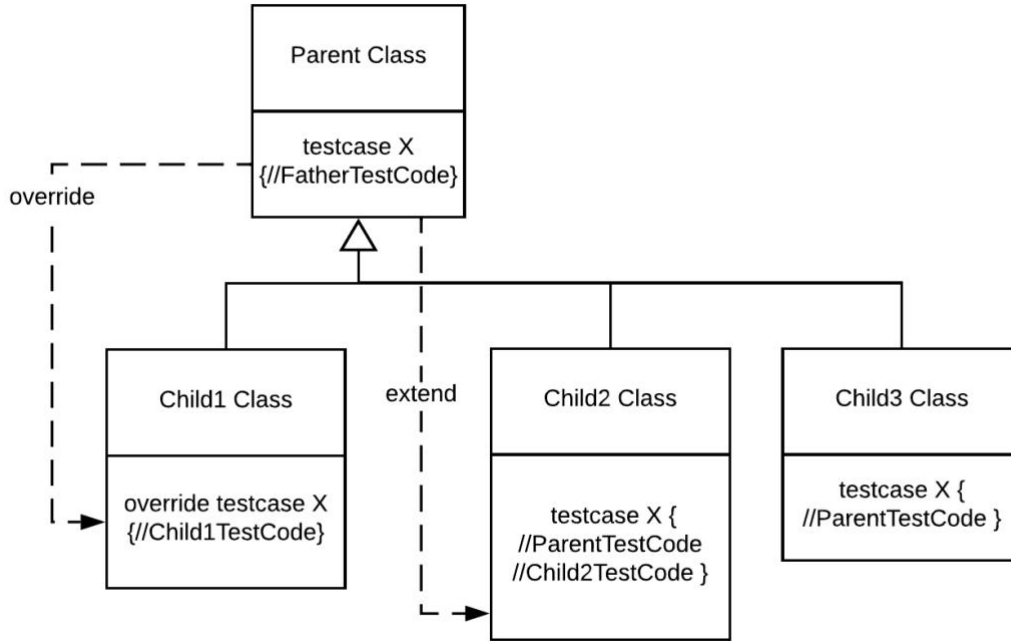 Parent Class
testcase X
{//FatherTestCode}
override
extend
Child1 Class
override testcase X
{//Child1TestCode}
Child2 Class
testcase X {
//ParentTestCode
//Child2TestCode }
Child3 Class
testcase X {
//ParentTestCode }